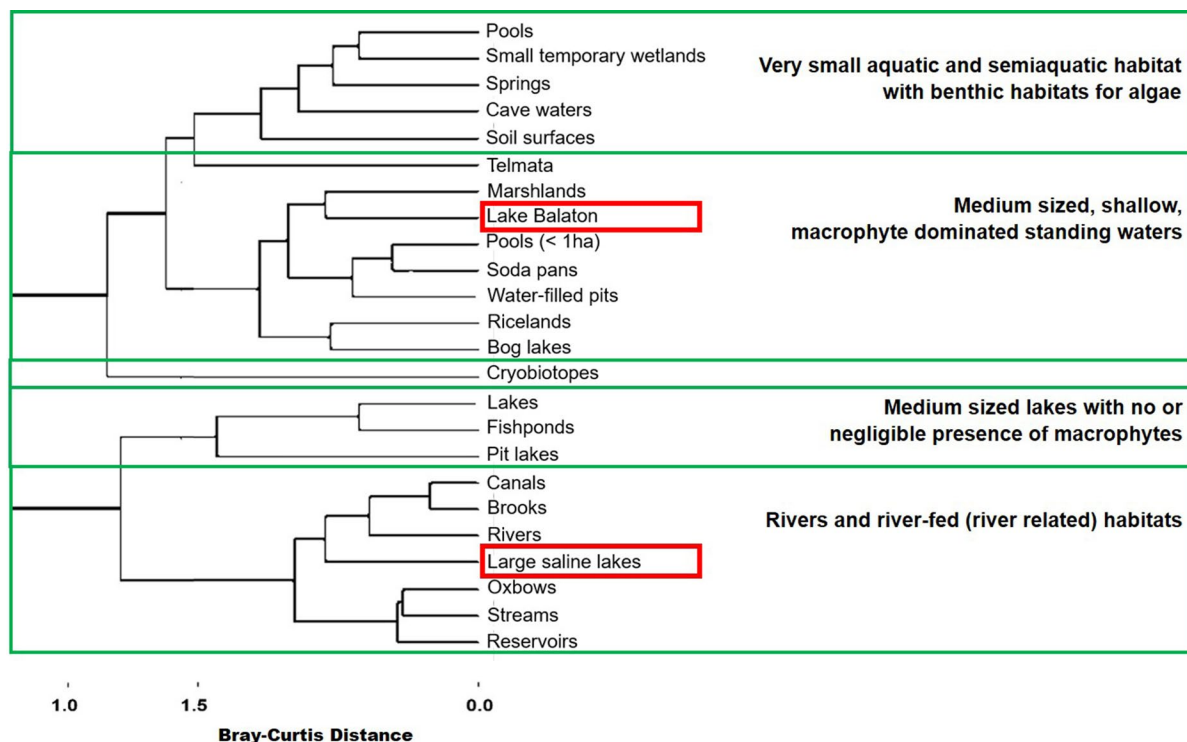 Pools
Small temporary wetlands
Springs
Cave waters
Soil surfaces
Very small aquatic and semiaquatic habitat
with benthic habitats for algae
Telmata
Marshlands
Lake Balaton
Pools (< 1ha)
Soda pans
Water-filled pits
Ricelands
Bog lakes
Medium sized, shallow,
macrophyte dominated standing waters
Cryobiotopes
Lakes
Fishponds
Pit lakes
Medium sized lakes with no or
negligible presence of macrophytes
Canals
Brooks
Rivers
Large saline lakes
Oxbows
Streams
Reservoirs
Rivers and river-fed (river related) habitats
1.0 1.5 0.0
Bray-Curtis Distance